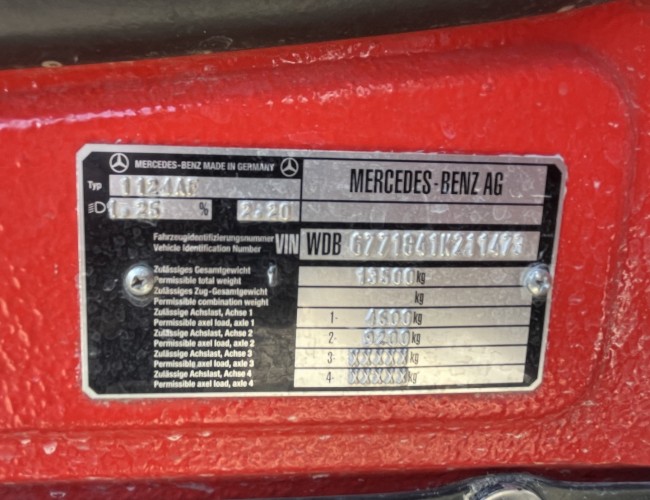 MERCEDES-BENZ MADE IN GERMANY
MERCEDES-BENZ AG
Typ
%
Fahrzeugidentifizierungsnummer
Vehicle Identification Number
VIN WDB
Zulässiges Gesamtgewicht
Permissible total weight
kg
Zulässiges Zug-Gesamtgewicht
Permissible combination weight
kg
Zulässige Achslast, Achse 1
Permissible axel load, axle 1
1- kg
Zulässige Achslast, Achse 2
Permissible axel load, axle 2
2- kg
Zulässige Achslast, Achse 3
Permissible axel load, axle 3
3- XXXXX kg
Zulässige Achslast, Achse 4
Permissible axel load, axle 4
4- XXXXX kg